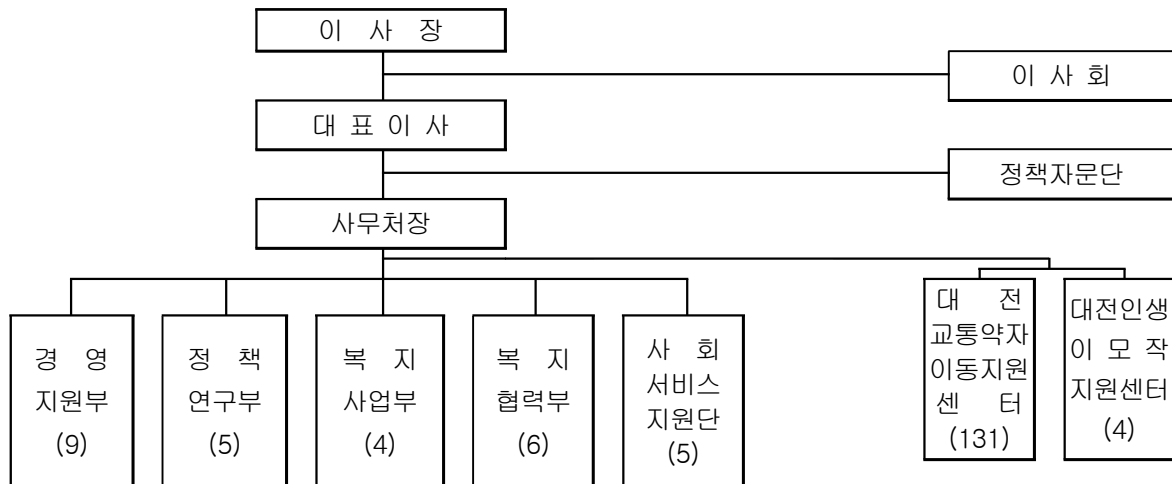 이 사 장
이 사 회
대 표 이 사
정책자문단
사무처장
경 영
지원부
(9)
정 책
연구부
(5)
복 지
사업부
(4)
복 지
협력부
(6)
사 회
서비스
지원단
(5)
대 전
교통약자
이동지원
센 터
(131)
대전인생
이 모 작
지원센터
(4)